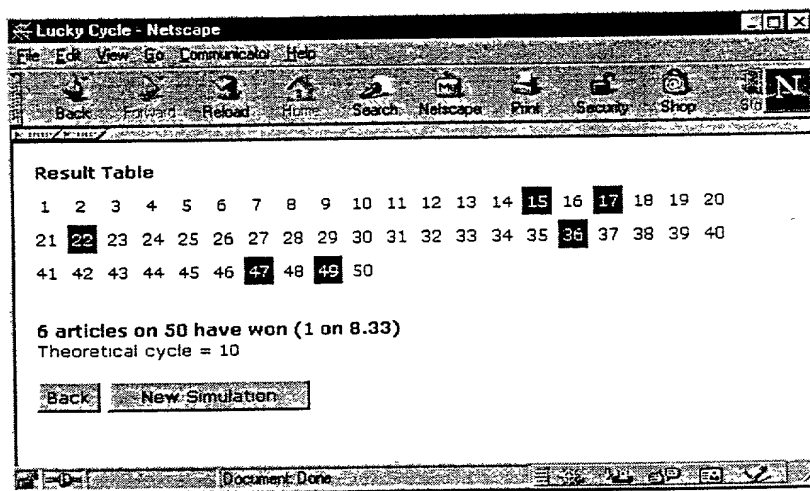 Lucky Cycle - Netscape
File Edit View Go Communicator Help
Back Forward Reload Home Search Netscape Print Security Shop N
Result Table
1 2 3 4 5 6 7 8 9 10 11 12 13 14 15 16 17 18 19 20
21 22 23 24 25 26 27 28 29 30 31 32 33 34 35 36 37 38 39 40
41 42 43 44 45 46 47 48 49 50
6 articles on 50 have won (1 on 8.33)
Theoretical cycle = 10
Back New Simulation
Document: Done